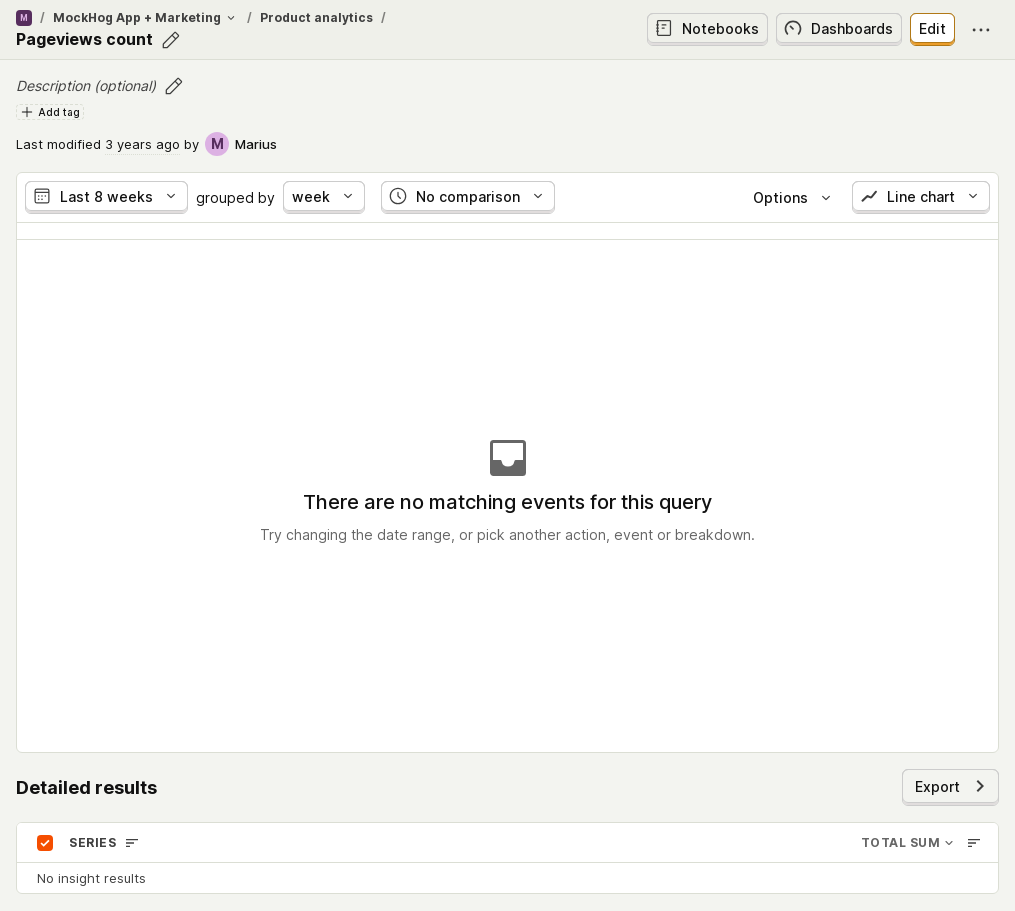 M / MockHog App + Marketing / Product analytics /
Pageviews count
Notebooks
Dashboards
Edit
Description (optional)
Add tag
Last modified 3 years ago by M Marius
Last 8 weeks grouped by week No comparison Options Line chart
There are no matching events for this query
Try changing the date range, or pick another action, event or breakdown.
Detailed results
Export
SERIES TOTAL SUM
No insight results